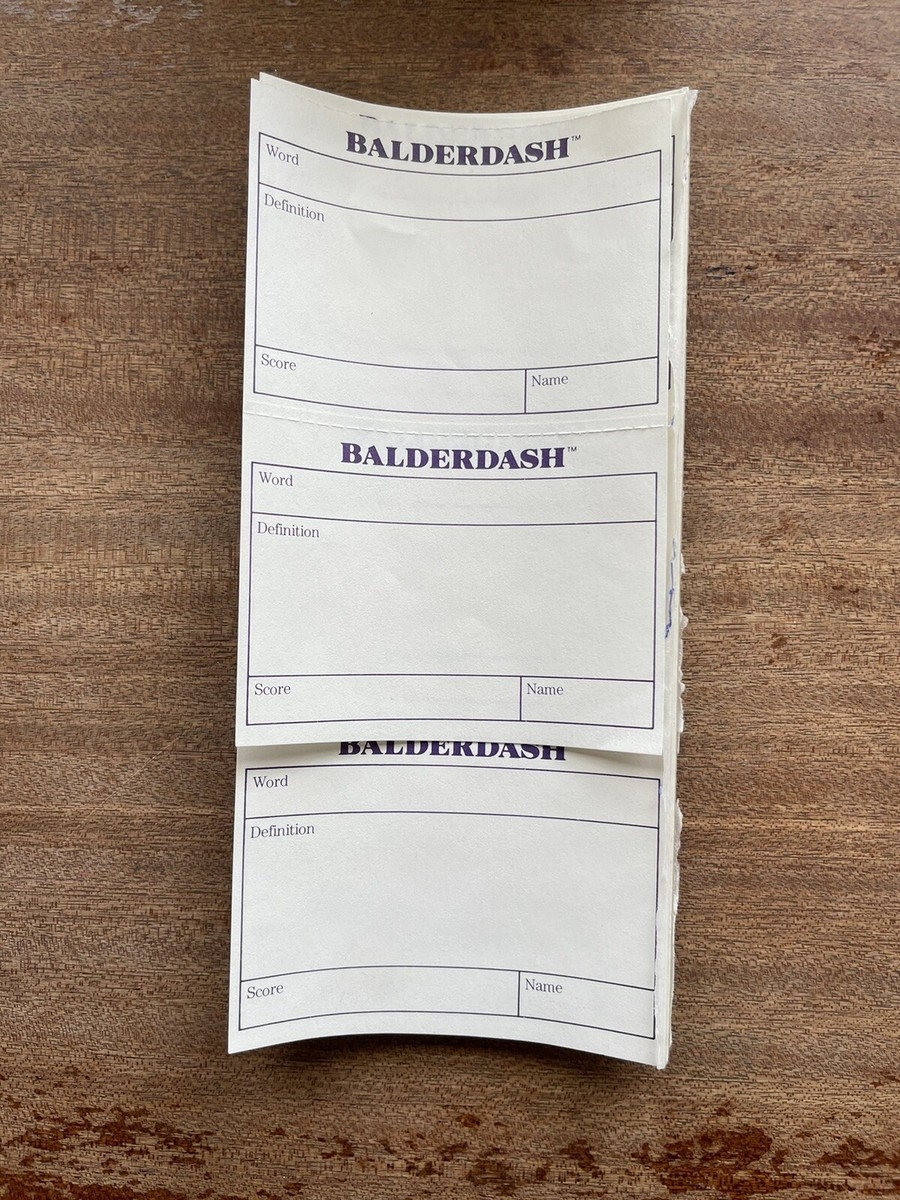 BALDERDASH™
Word
Definition
Score Name
BALDERDASH™
Word
Definition
Score Name
BALDERDASH
Word
Definition
Score Name